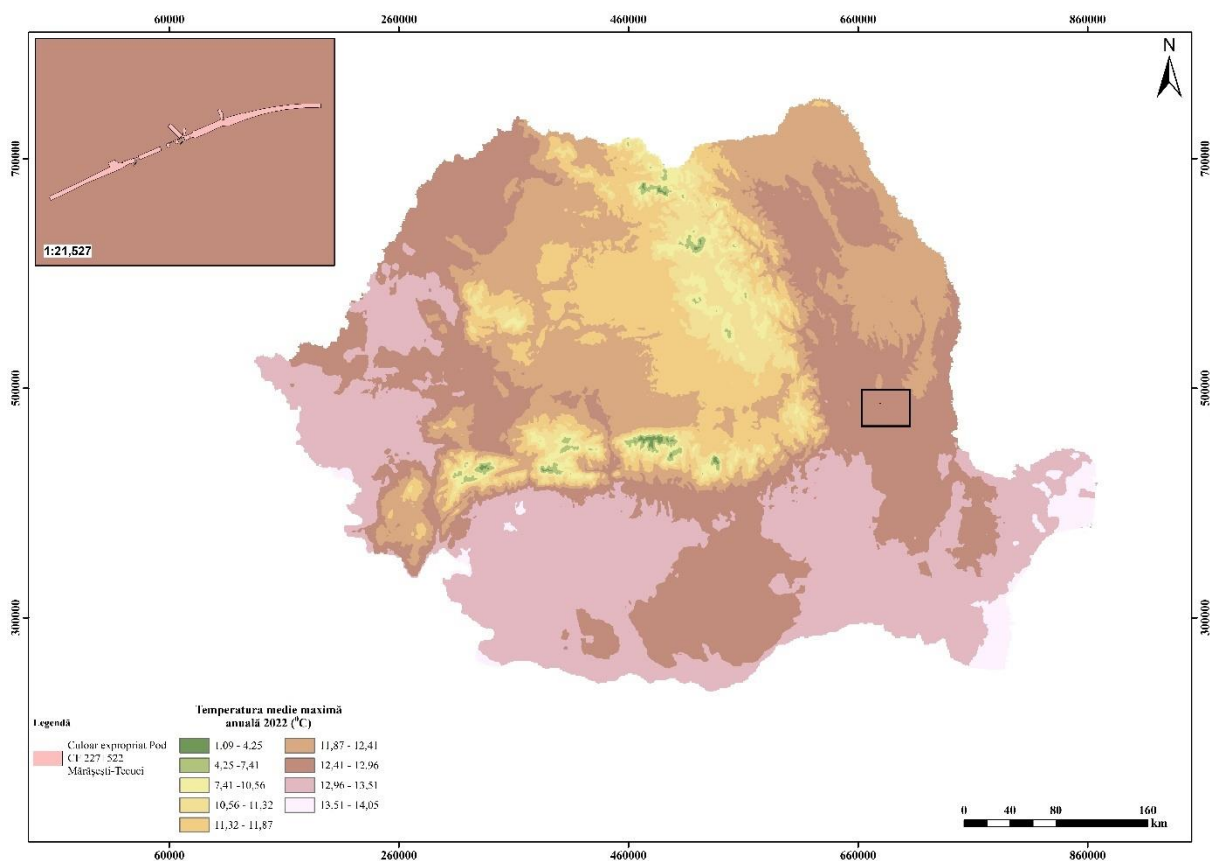 60000 260000 460000 660000 860000
N
700000 700000
1:21,527
500000 500000
300000 300000
Temperatura medie maximă
anuală 2022 (⁰C)
Legendă
Culoar expropriat Pod
CF 227 522
Mărășești-Tecuci
1,09 - 4,25
4,25 -7,41
7,41 -10,56
10,56 - 11,32
11,32 - 11,87
11,87 - 12,41
12,41 - 12,96
12,96 - 13,51
13,51 - 14,05
0 40 80 160
km
60000 260000 460000 660000 860000